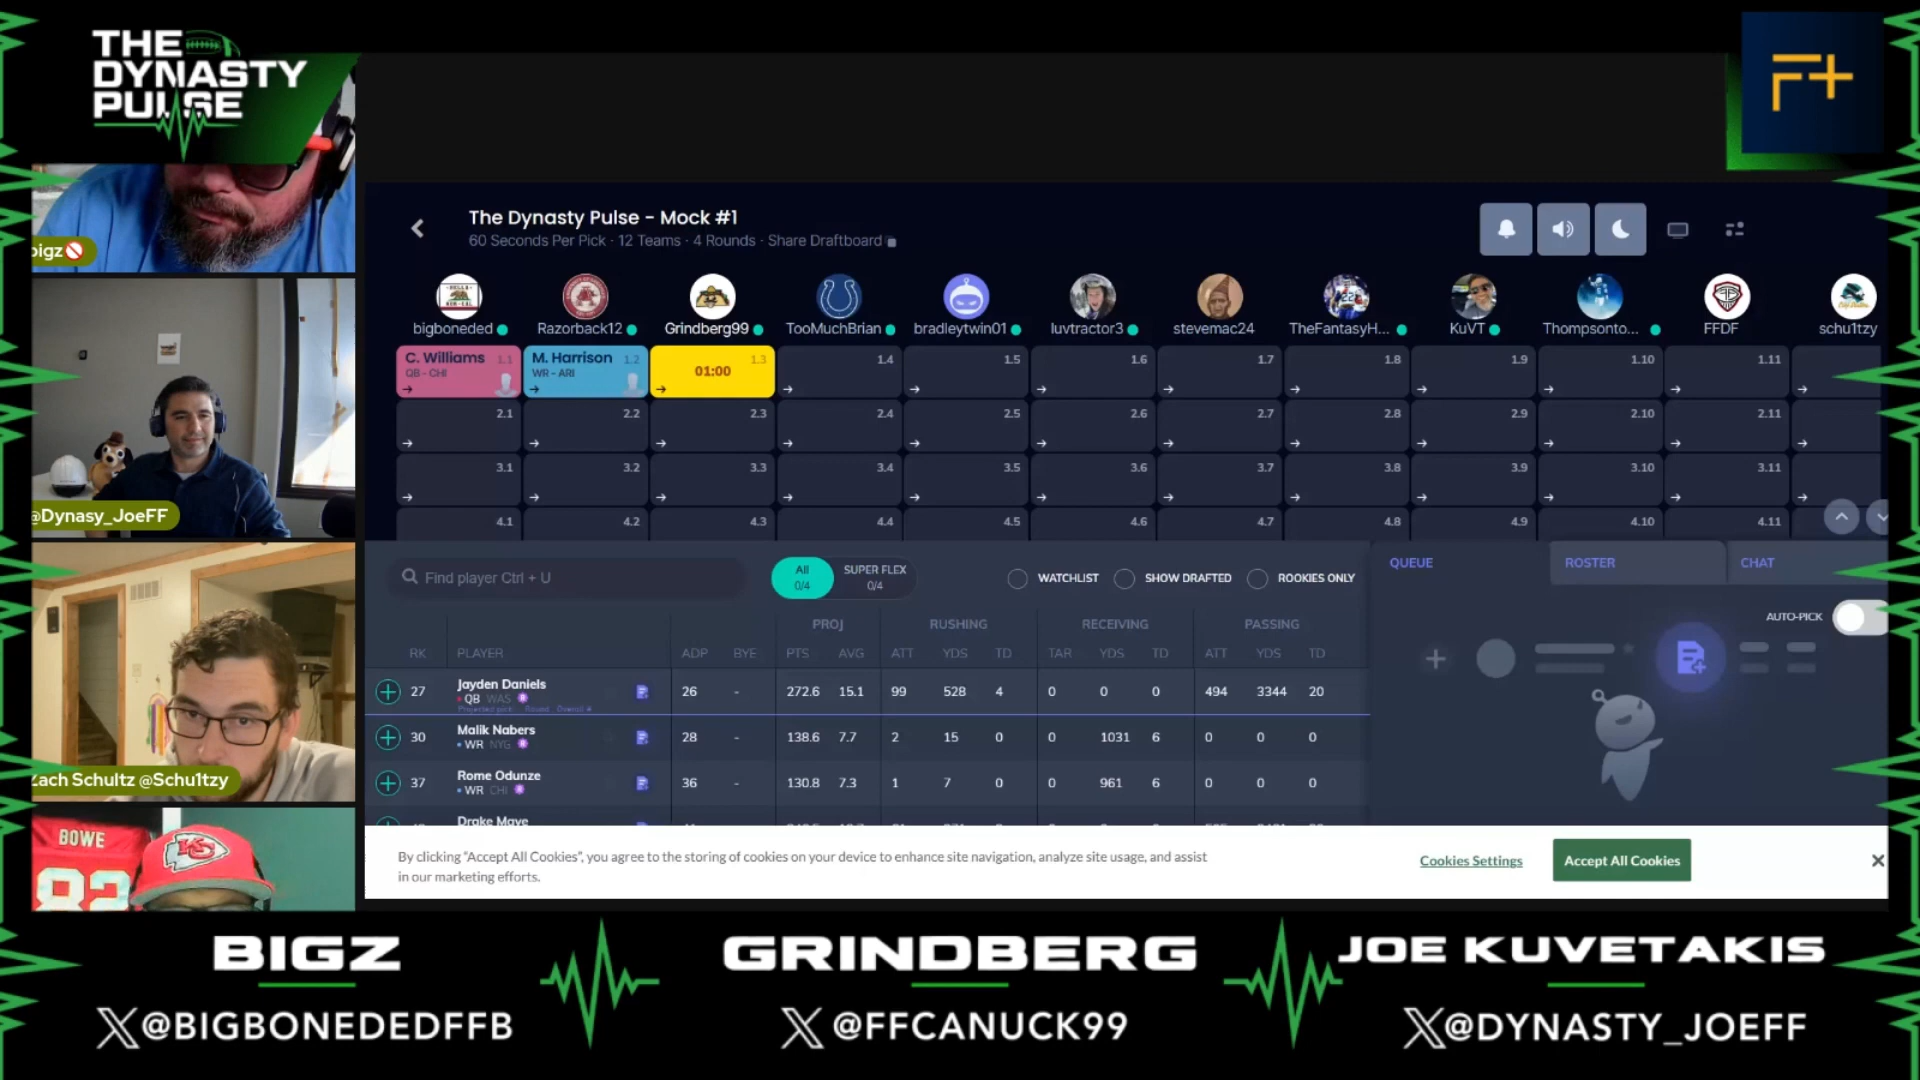 THE
DYNASTY
PULSE
F+
bigz🚫
@Dynasy_JoeFF
Zach Schultz @Schu1tzy
BOWE
82
KC
The Dynasty Pulse - Mock #1
60 Seconds Per Pick · 12 Teams · 4 Rounds · Share Draftboard
bigboneded
Razorback12
Grindberg99
TooMuchBrian
bradleytwin01
luvtractor3
stevemac24
TheFantasyH...
KuVT
Thompsonto...
FFDF
schu1tzy
C. Williams 1.1
QB - CHI
M. Harrison 1.2
WR - ARI
1.3
01:00
1.4 1.5 1.6 1.7 1.8 1.9 1.10 1.11
2.1 2.2 2.3 2.4 2.5 2.6 2.7 2.8 2.9 2.10 2.11
3.1 3.2 3.3 3.4 3.5 3.6 3.7 3.8 3.9 3.10 3.11
4.1 4.2 4.3 4.4 4.5 4.6 4.7 4.8 4.9 4.10 4.11
Find player Ctrl + U
All
0/4
SUPER FLEX
0/4
WATCHLIST
SHOW DRAFTED
ROOKIES ONLY
QUEUE
ROSTER
CHAT
AUTO-PICK
PROJ RUSHING RECEIVING PASSING
RK PLAYER ADP BYE PTS AVG ATT YDS TD TAR YDS TD ATT YDS TD
27 Jayden Daniels 26 - 272.6 15.1 99 528 4 0 0 0 494 3344 20
QB WAS R
30 Malik Nabers 28 - 138.6 7.7 2 15 0 0 1031 6 0 0 0
WR NYG R
37 Rome Odunze 36 - 130.8 7.3 1 7 0 0 961 6 0 0 0
WR CHI R
Drake Maye
By clicking “Accept All Cookies”, you agree to the storing of cookies on your device to enhance site navigation, analyze site usage, and assist
in our marketing efforts.
Cookies Settings
Accept All Cookies
BIGZ
X@BIGBONEDEDFFB
GRINDBERG
X @FFCANUCK99
JOE KUVETAKIS
X@DYNASTY_JOEFF